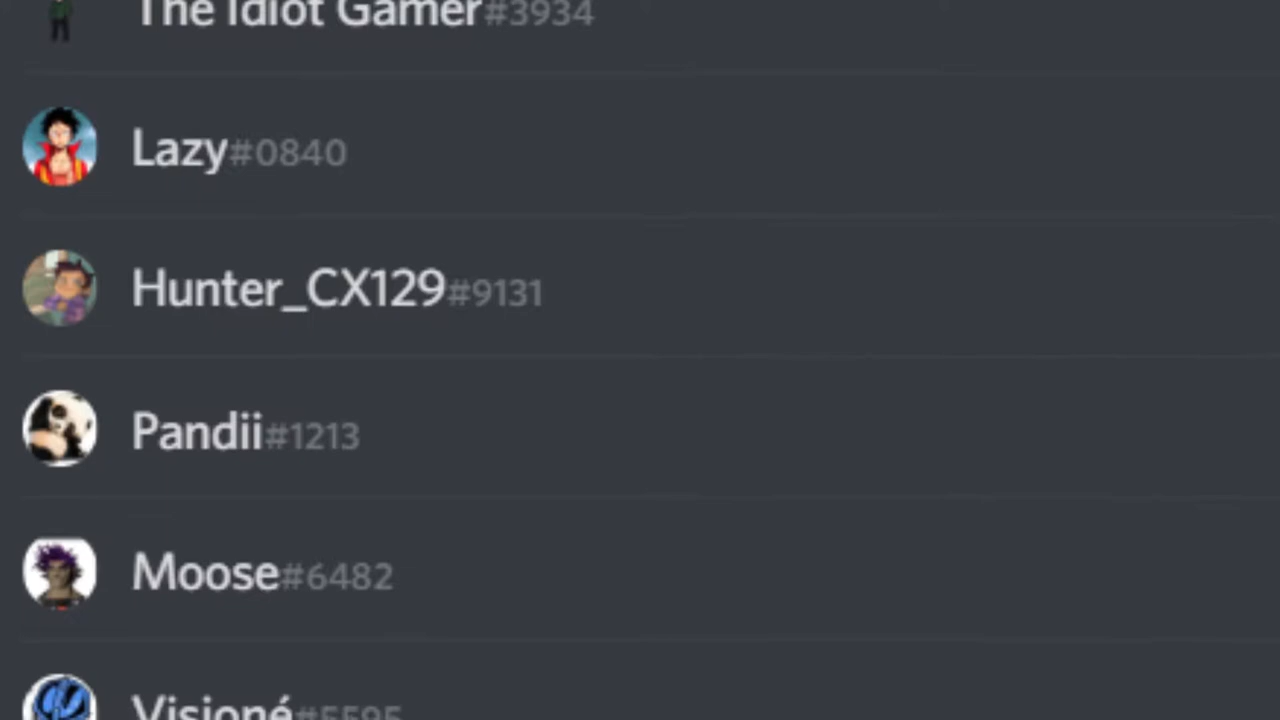 The Idiot Gamer#3934
Lazy#0840
Hunter_CX129#9131
Pandii#1213
Moose#6482
Visioné#5595